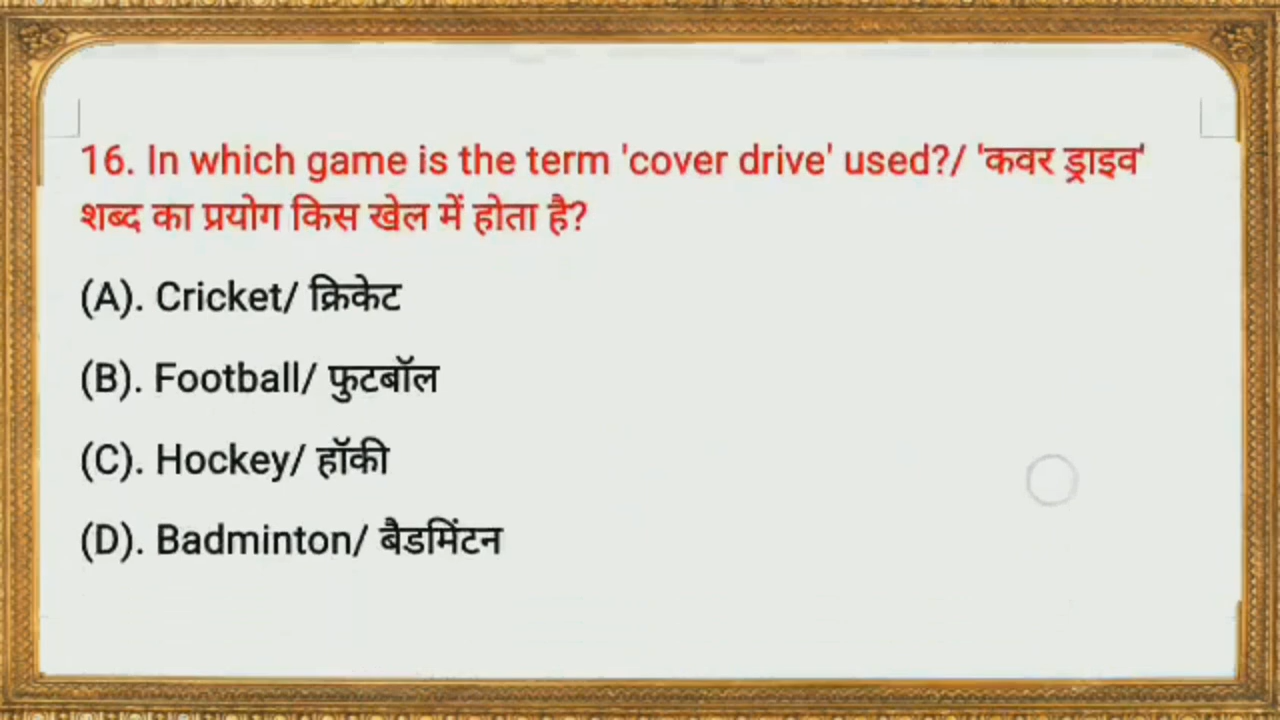 16. In which game is the term 'cover drive' used?/ 'कवर ड्राइव'
शब्द का प्रयोग किस खेल में होता है?
(A). Cricket/ क्रिकेट
(B). Football/ फुटबॉल
(C). Hockey/ हॉकी
(D). Badminton/ बैडमिंटन